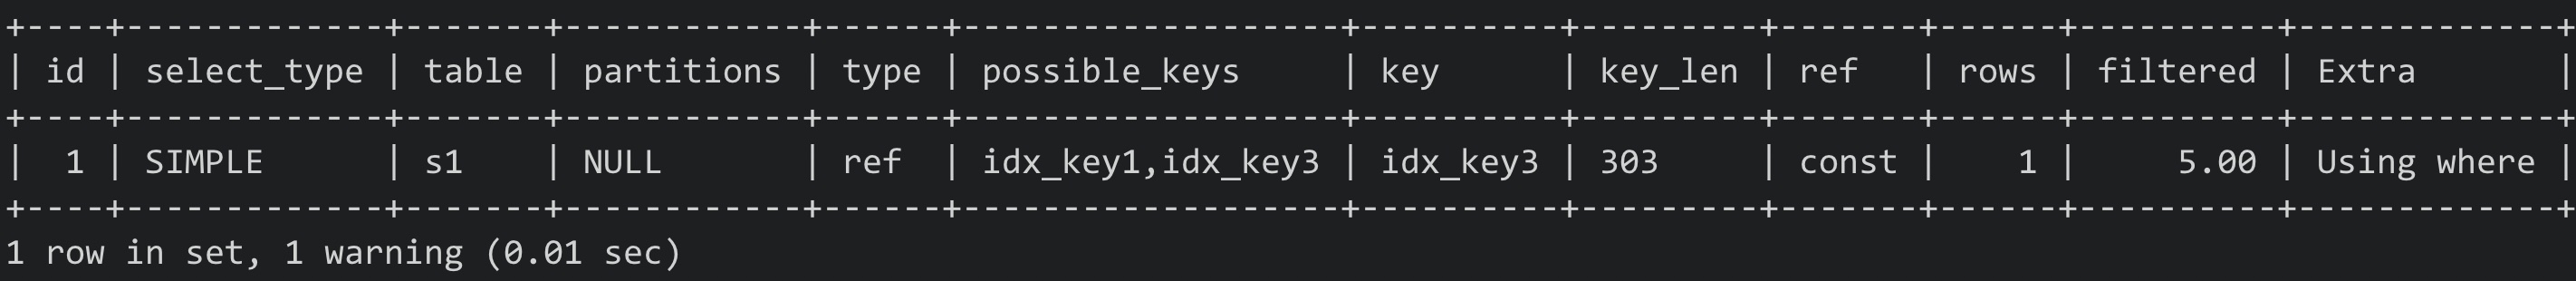 +----+-------------+-------+------------+------+-------------------+----------+---------+-------+------+----------+-------------+
| id | select_type | table | partitions | type | possible_keys     | key      | key_len | ref   | rows | filtered | Extra       |
+----+-------------+-------+------------+------+-------------------+----------+---------+-------+------+----------+-------------+
|  1 | SIMPLE      | s1    | NULL       | ref  | idx_key1,idx_key3 | idx_key3 | 303     | const |    1 |     5.00 | Using where |
+----+-------------+-------+------------+------+-------------------+----------+---------+-------+------+----------+-------------+
1 row in set, 1 warning (0.01 sec)